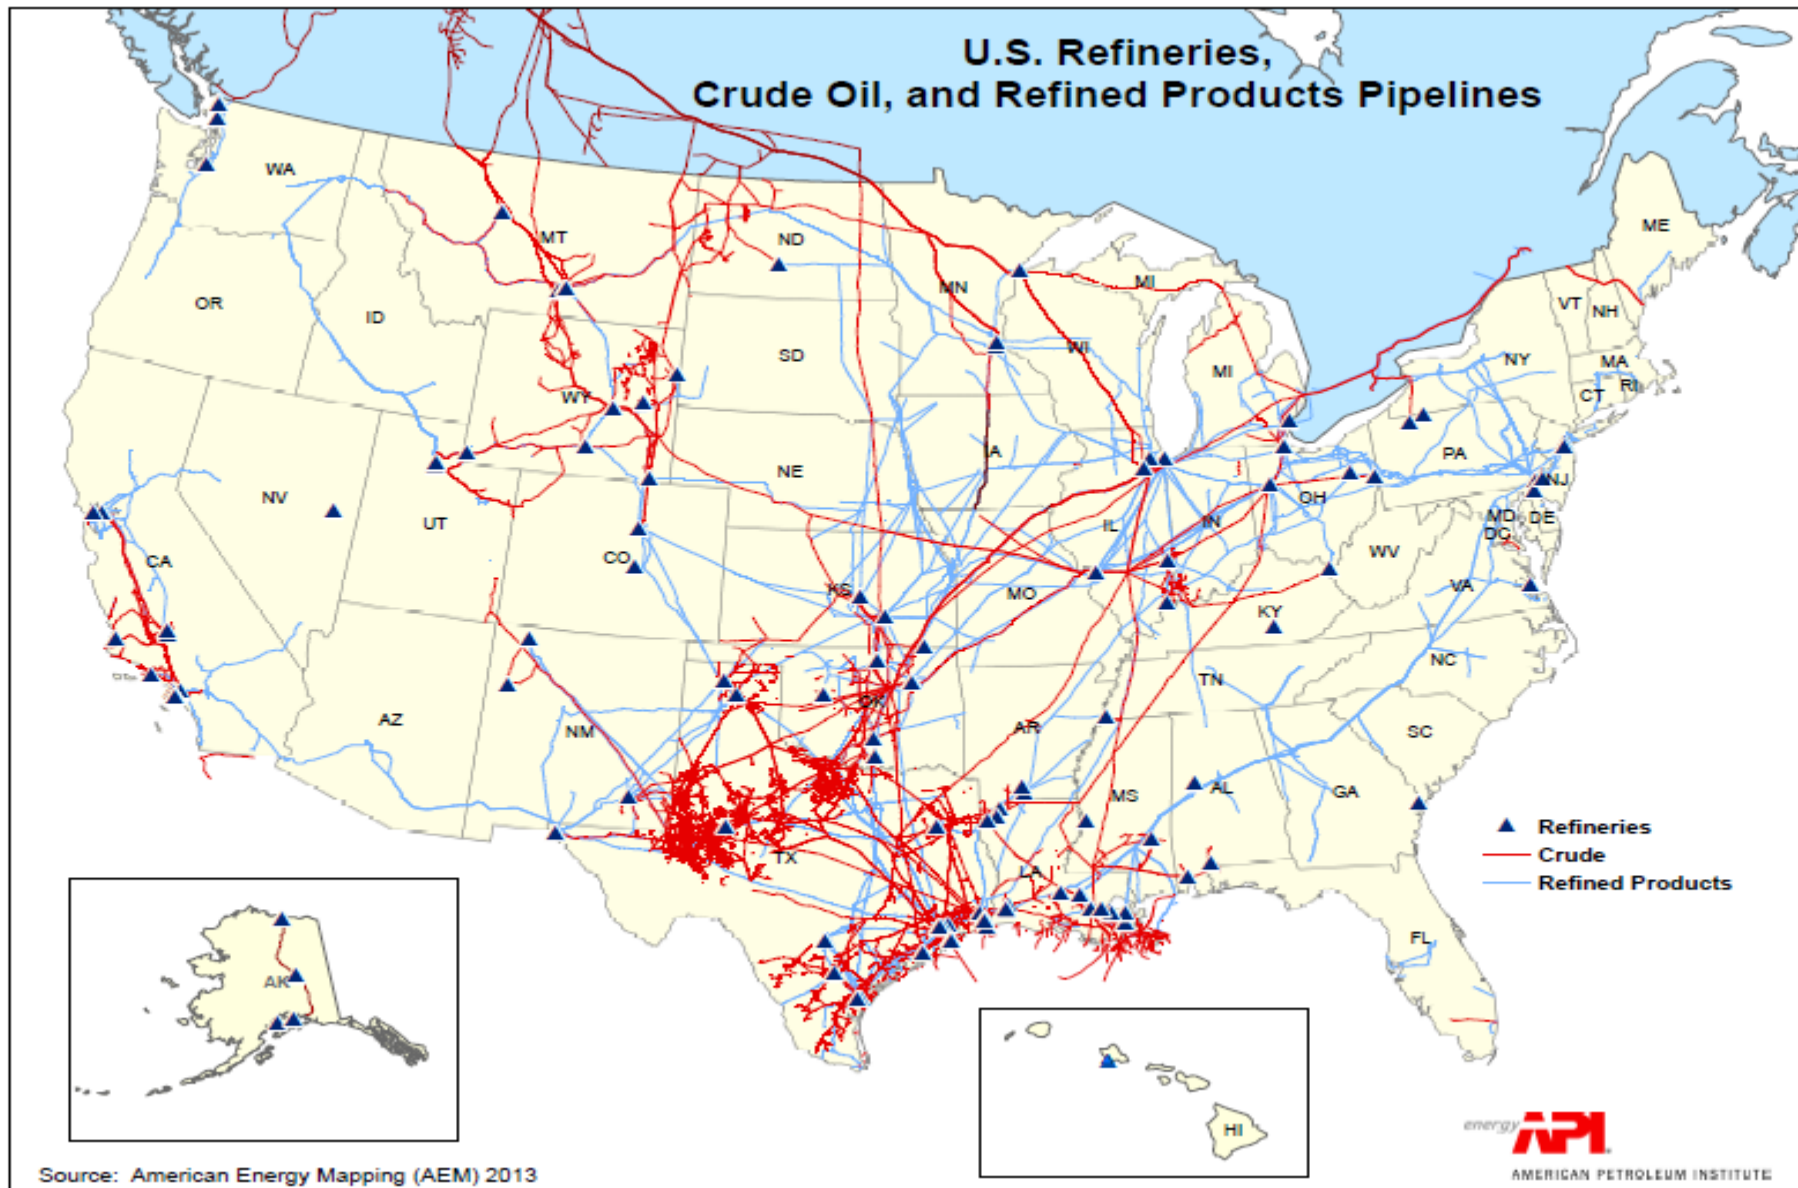 U.S. Refineries,
Crude Oil, and Refined Products Pipelines
WA
MT
ND
MN
MI
ME
VT
NH
OR
ID
SD
WI
MI
NY
MA
CT
RI
WY
IA
NE
PA
NJ
NV
UT
CO
IL
IN
OH
MD
DE
DC
WV
CA
KS
MO
KY
VA
AZ
NM
OK
AR
TN
NC
SC
MS
AL
GA
TX
LA
FL
Refineries
Crude
Refined Products
AK
HI
energy API
AMERICAN PETROLEUM INSTITUTE
Source: American Energy Mapping (AEM) 2013